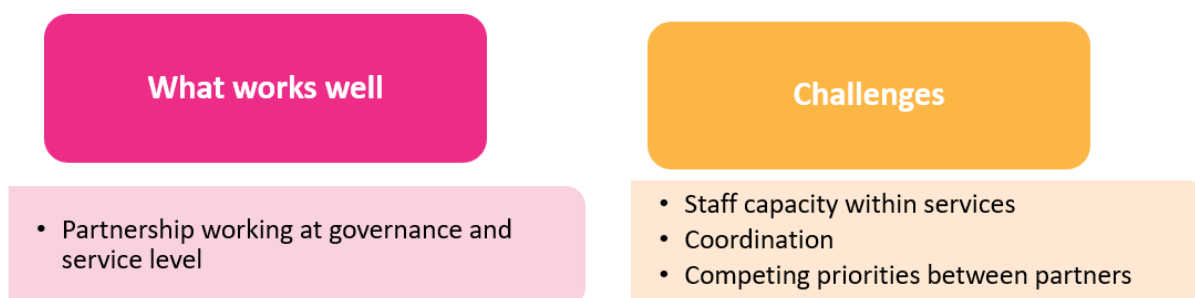 What works well
• Partnership working at governance and
service level
Challenges
• Staff capacity within services
• Coordination
• Competing priorities between partners